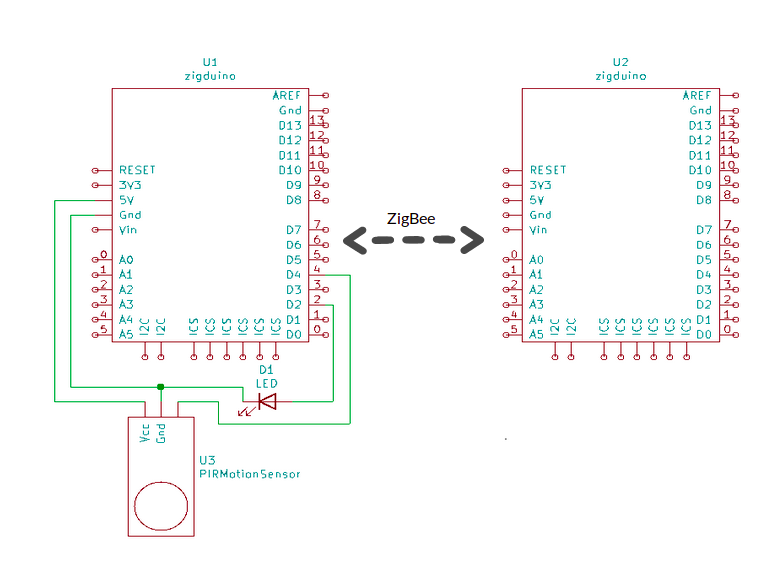 U1
zigduino
AREF
Gnd
13
D13
12
D12
11
D11
10
D10
RESET
9
D9
3V3
8
D8
5V
Gnd
Vin
7
D7
6
D6
0
A0
5
D5
1
A1
4
D4
2
A2
3
D3
3
A3
2
D2
4
A4
1
D1
5
A5
0
D0
I2C
I2C
ICS
ICS
ICS
ICS
ICS
ICS
ZigBee
U2
zigduino
AREF
Gnd
13
D13
12
D12
11
D11
10
D10
RESET
9
D9
3V3
8
D8
5V
Gnd
Vin
7
D7
6
D6
0
A0
5
D5
1
A1
4
D4
2
A2
3
D3
3
A3
2
D2
4
A4
1
D1
5
A5
0
D0
I2C
I2C
ICS
ICS
ICS
ICS
ICS
ICS
D1
LED
Vcc
Gnd
U3
PIRMotionSensor